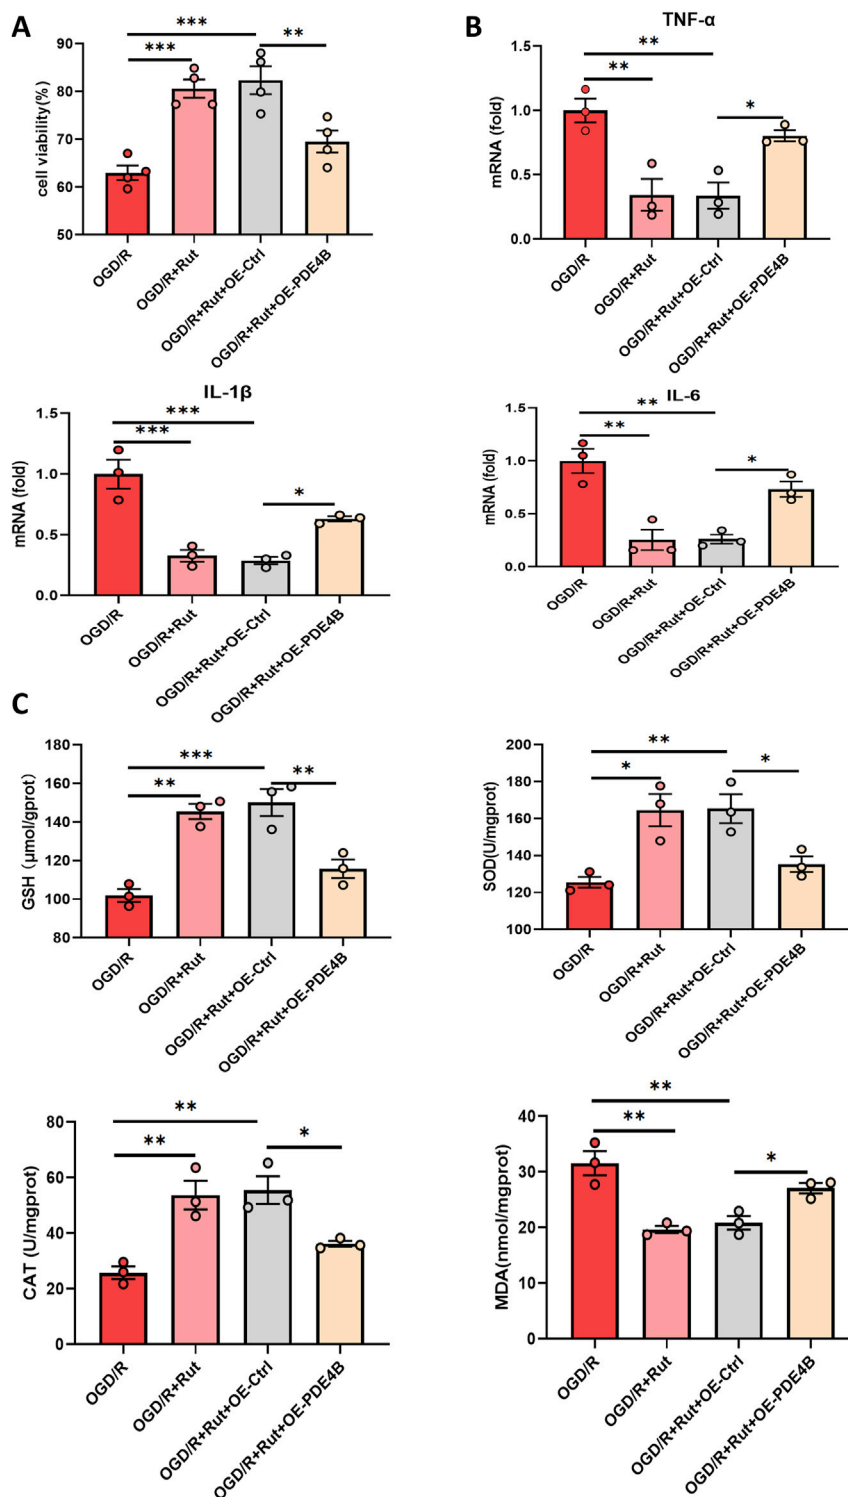 A
***
***
**
cell viability(%)
90
80
70
60
50
OGD/R
OGD/R+Rut
OGD/R+Rut+OE-Ctrl
OGD/R+Rut+OE-PDE4B
B
TNF-α
**
**
*
mRNA (fold)
1.5
1.0
0.5
0.0
OGD/R
OGD/R+Rut
OGD/R+Rut+OE-Ctrl
OGD/R+Rut+OE-PDE4B
IL-1β
***
***
*
mRNA (fold)
1.5
1.0
0.5
0.0
OGD/R
OGD/R+Rut
OGD/R+Rut+OE-Ctrl
OGD/R+Rut+OE-PDE4B
IL-6
**
**
*
mRNA (fold)
1.5
1.0
0.5
0.0
OGD/R
OGD/R+Rut
OGD/R+Rut+OE-Ctrl
OGD/R+Rut+OE-PDE4B
C
***
**
**
GSH (μmol/gprot)
180
160
140
120
100
80
OGD/R
OGD/R+Rut
OGD/R+Rut+OE-Ctrl
OGD/R+Rut+OE-PDE4B
**
*
*
SOD(U/mgprot)
200
180
160
140
120
100
OGD/R
OGD/R+Rut
OGD/R+Rut+OE-Ctrl
OGD/R+Rut+OE-PDE4B
**
**
*
CAT (U/mgprot)
80
60
40
20
0
OGD/R
OGD/R+Rut
OGD/R+Rut+OE-Ctrl
OGD/R+Rut+OE-PDE4B
**
**
*
MDA(nmol/mgprot)
40
30
20
10
0
OGD/R
OGD/R+Rut
OGD/R+Rut+OE-Ctrl
OGD/R+Rut+OE-PDE4B